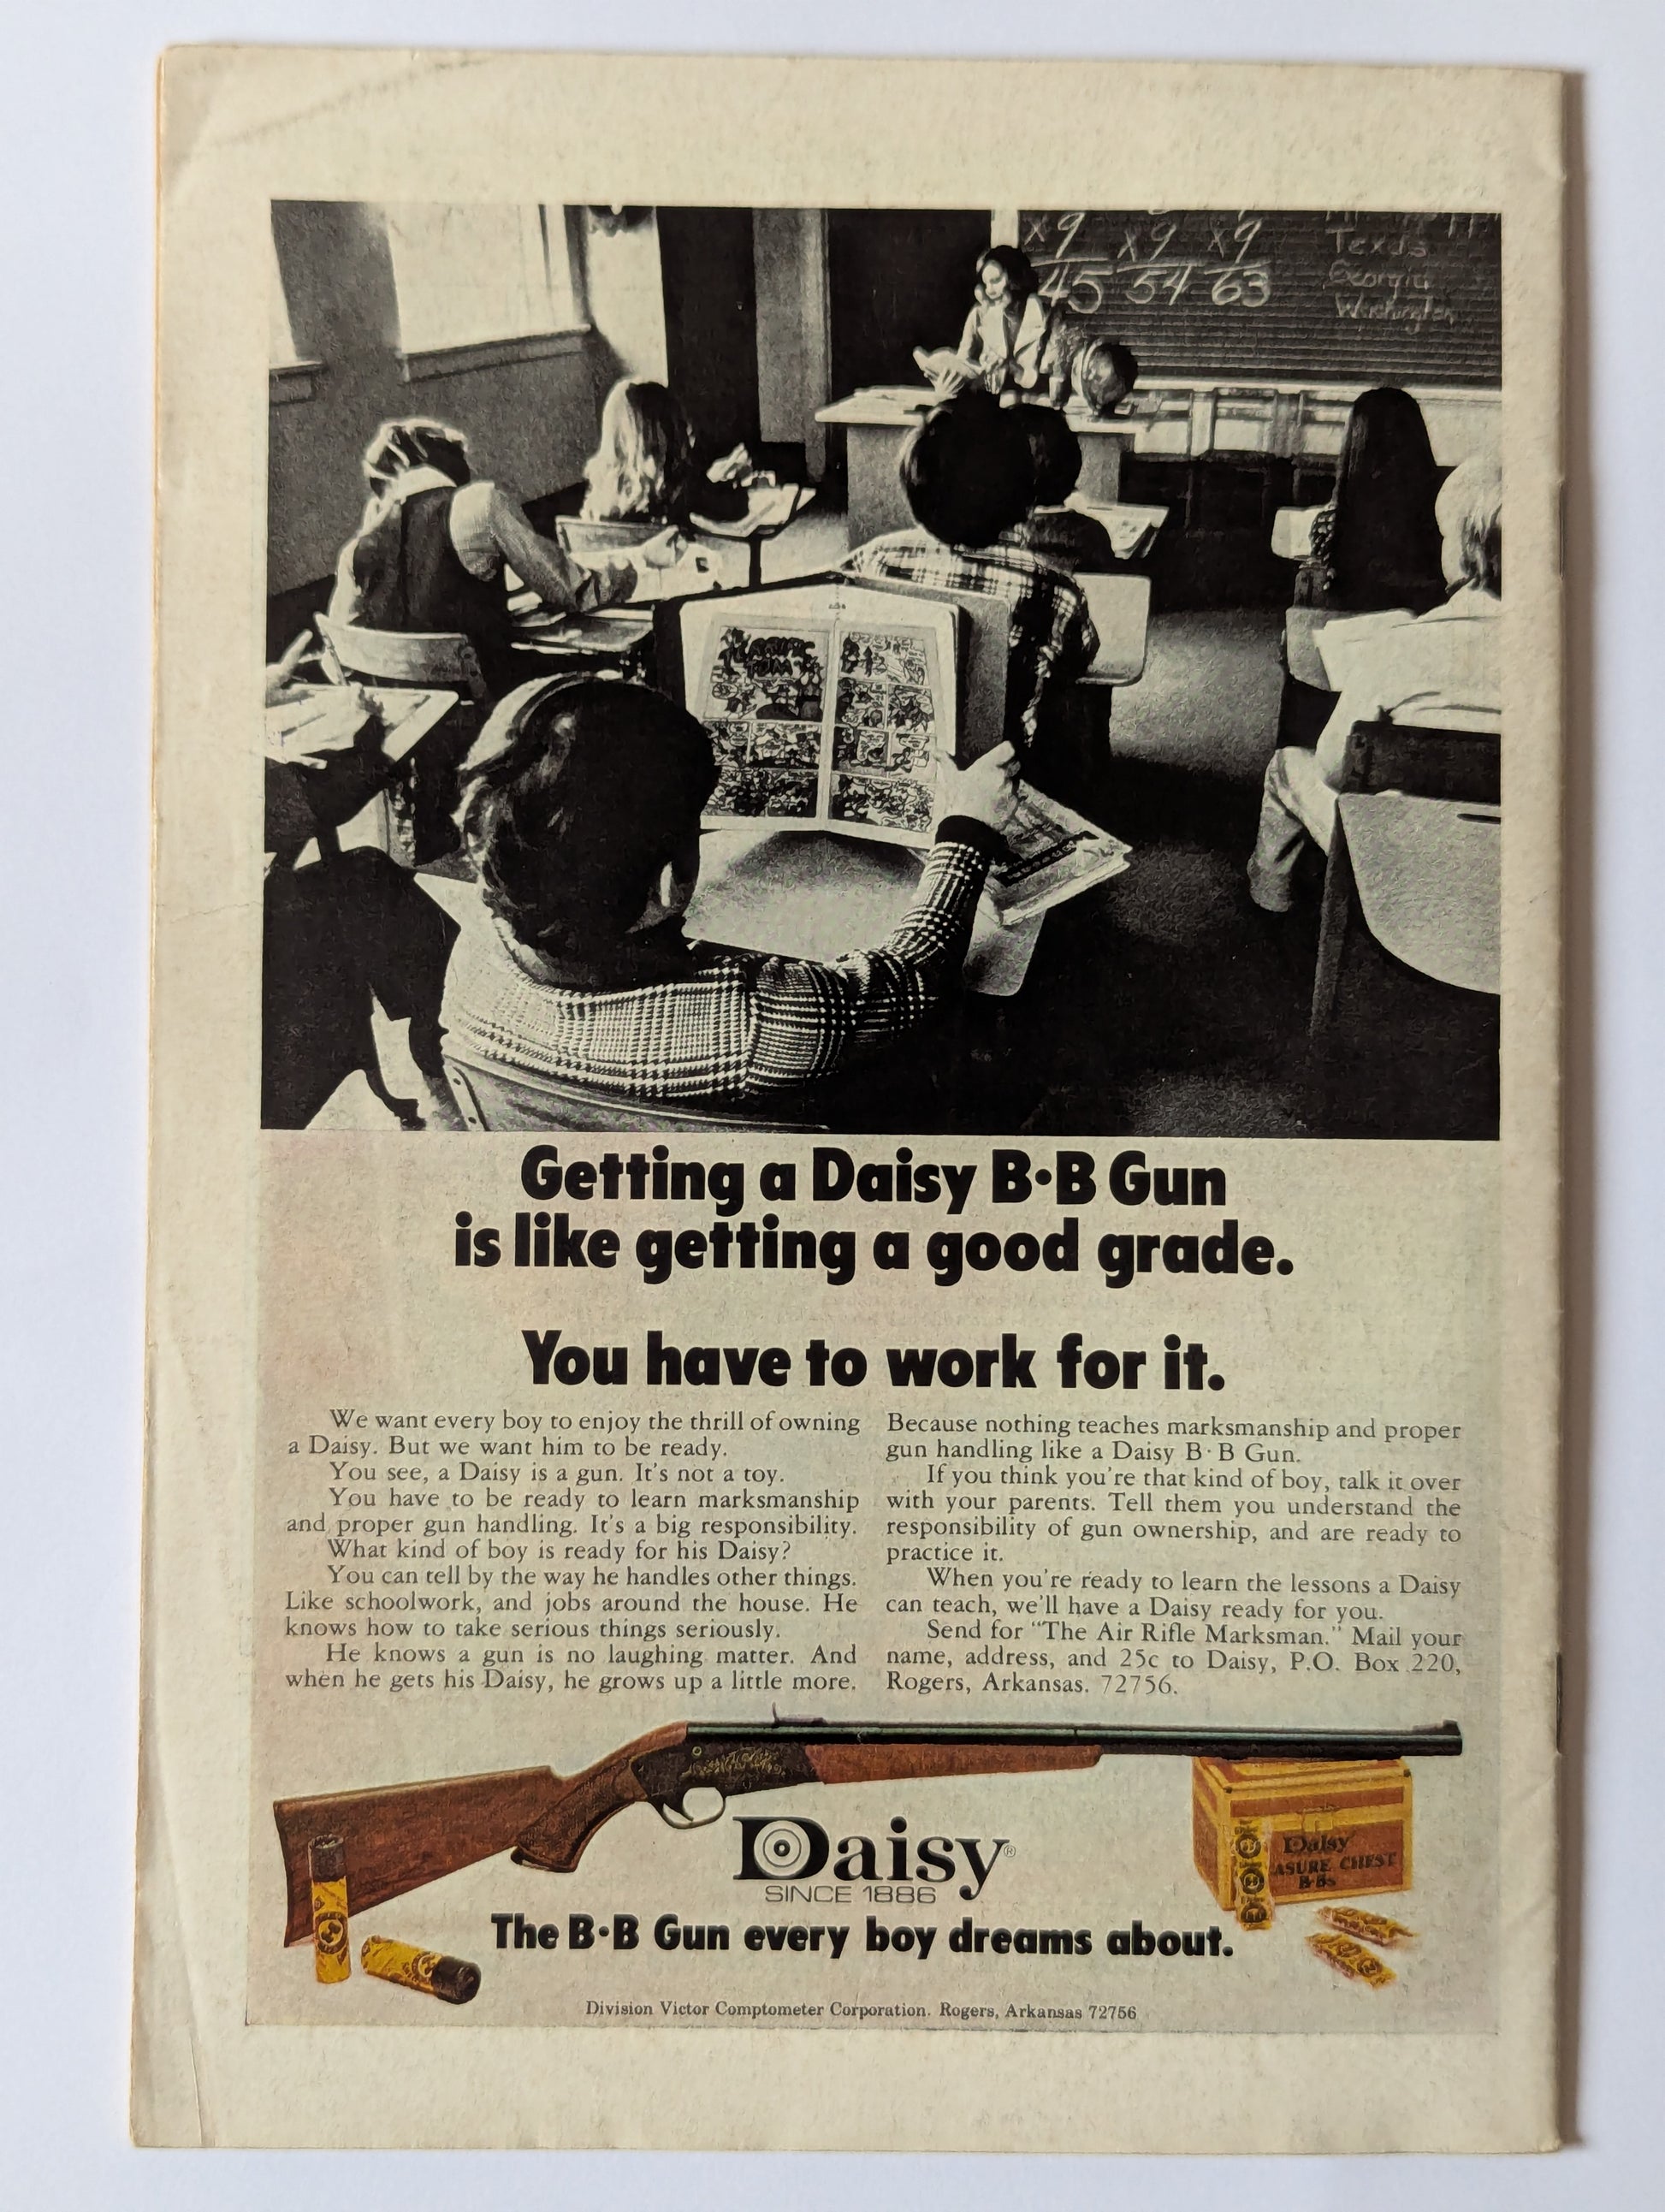 x9 x9 x9
45 54 63
Texas
Georgia
Washington
Getting a Daisy B·B Gun
is like getting a good grade.
You have to work for it.
We want every boy to enjoy the thrill of owning
a Daisy. But we want him to be ready.
You see, a Daisy is a gun. It's not a toy.
You have to be ready to learn marksmanship
and proper gun handling. It's a big responsibility.
What kind of boy is ready for his Daisy?
You can tell by the way he handles other things.
Like schoolwork, and jobs around the house. He
knows how to take serious things seriously.
He knows a gun is no laughing matter. And
when he gets his Daisy, he grows up a little more.
Because nothing teaches marksmanship and proper
gun handling like a Daisy B·B Gun.
If you think you're that kind of boy, talk it over
with your parents. Tell them you understand the
responsibility of gun ownership, and are ready to
practice it.
When you're ready to learn the lessons a Daisy
can teach, we'll have a Daisy ready for you.
Send for "The Air Rifle Marksman." Mail your
name, address, and 25c to Daisy, P.O. Box 220,
Rogers, Arkansas. 72756.
Daisy
ASURE CHEST
B·Bs
Daisy®
SINCE 1886
The B·B Gun every boy dreams about.
Division Victor Comptometer Corporation. Rogers, Arkansas 72756